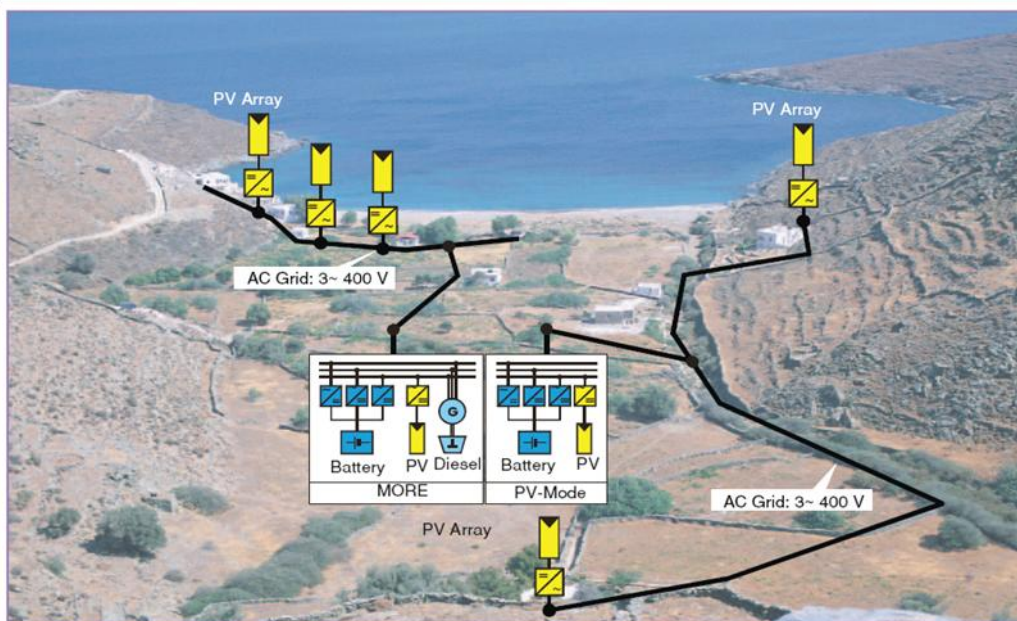 PV Array
PV Array
AC Grid: 3~ 400 V
G
Battery PV Diesel
MORE
Battery PV
PV-Mode
AC Grid: 3~ 400 V
PV Array